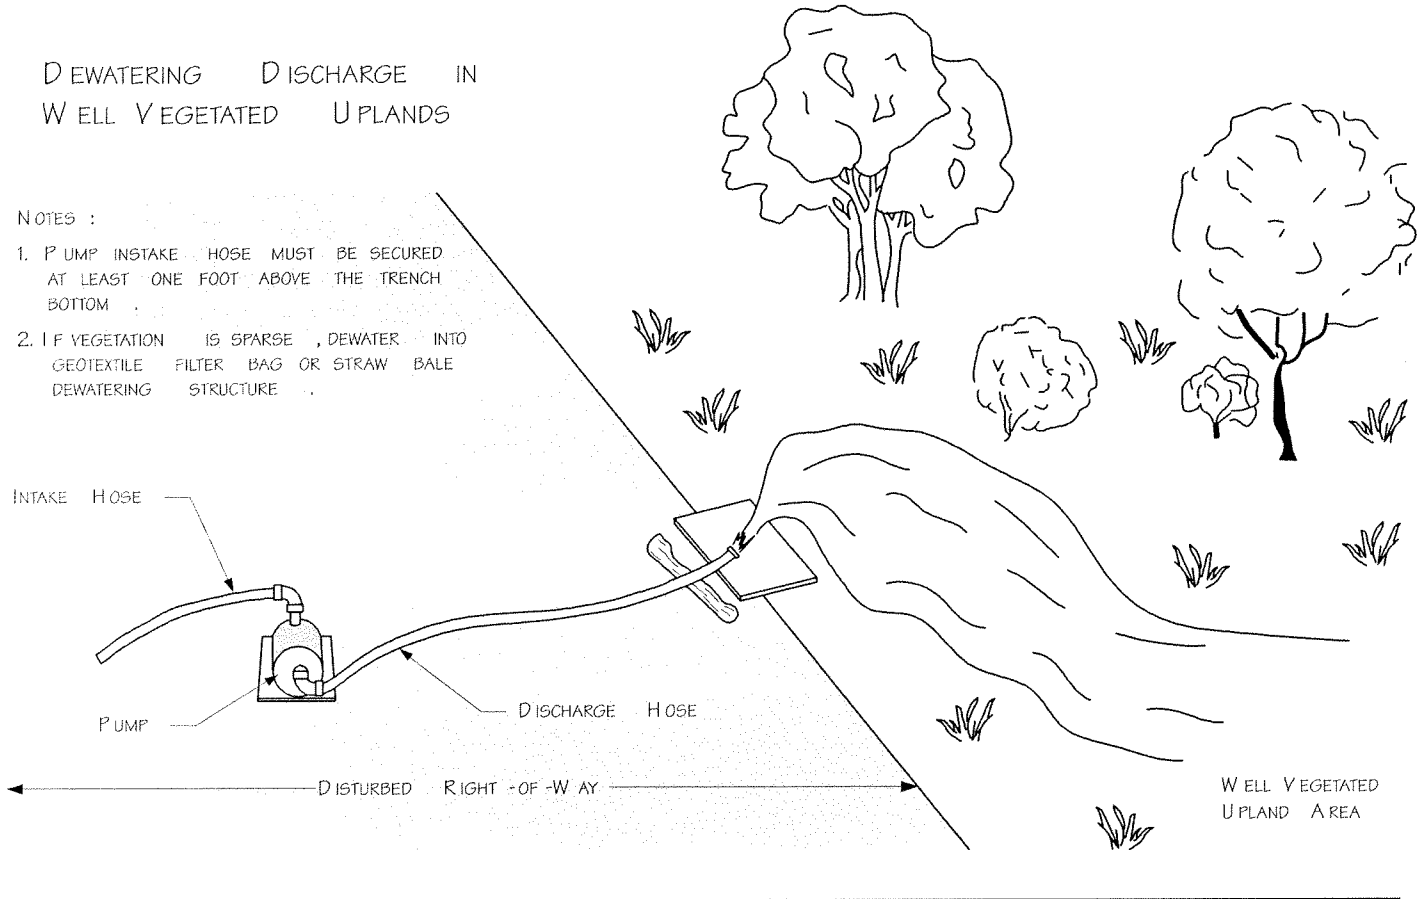 DEWATERING DISCHARGE IN
WELL VEGETATED UPLANDS
NOTES :
1. PUMP INSTAKE HOSE MUST BE SECURED
AT LEAST ONE FOOT ABOVE THE TRENCH
BOTTOM .
2. IF VEGETATION IS SPARSE , DEWATER INTO
GEOTEXTILE FILTER BAG OR STRAW BALE
DEWATERING STRUCTURE .
INTAKE HOSE
PUMP
DISCHARGE HOSE
DISTURBED RIGHT-OF-WAY
WELL VEGETATED
UPLAND AREA